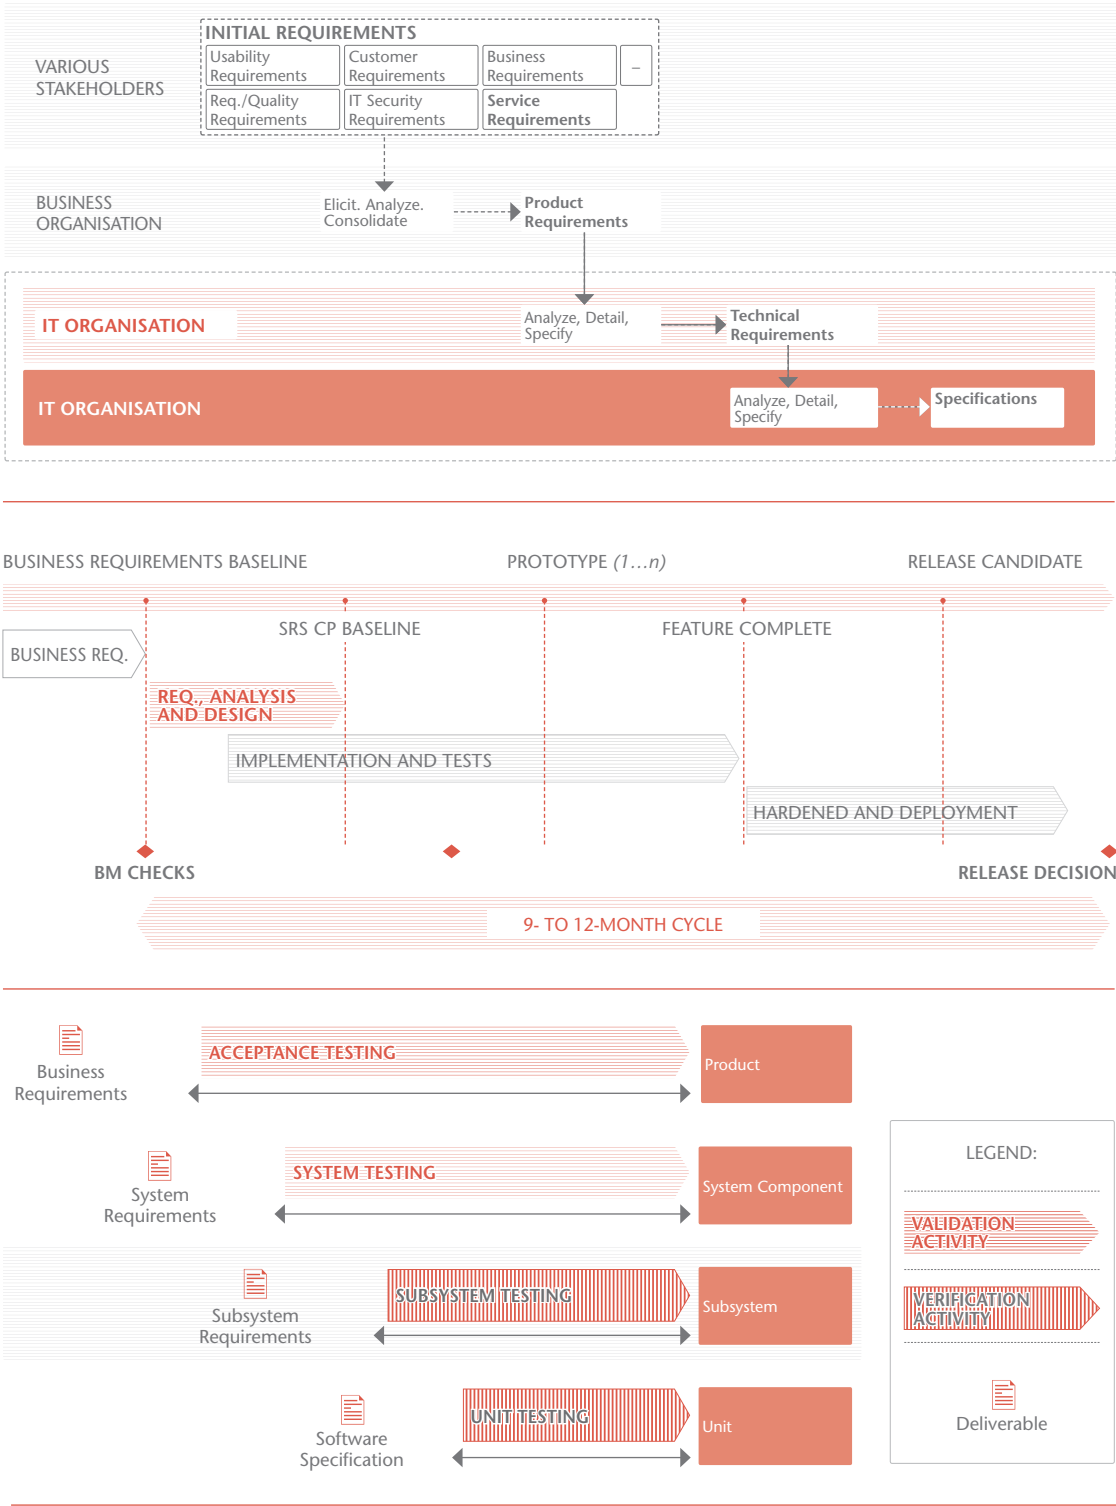 INITIAL REQUIREMENTS
VARIOUS
STAKEHOLDERS
Usability
Requirements
Customer
Requirements
Business
Requirements
–
Req./Quality
Requirements
IT Security
Requirements
Service
Requirements
BUSINESS
ORGANISATION
Elicit. Analyze.
Consolidate
Product
Requirements
IT ORGANISATION
Analyze, Detail,
Specify
Technical
Requirements
IT ORGANISATION
Analyze, Detail,
Specify
Specifications
BUSINESS REQUIREMENTS BASELINE
PROTOTYPE (1...n)
RELEASE CANDIDATE
SRS CP BASELINE
FEATURE COMPLETE
BUSINESS REQ.
REQ., ANALYSIS
AND DESIGN
IMPLEMENTATION AND TESTS
HARDENED AND DEPLOYMENT
BM CHECKS
RELEASE DECISION
9- TO 12-MONTH CYCLE
Business
Requirements
ACCEPTANCE TESTING
Product
System
Requirements
SYSTEM TESTING
System Component
Subsystem
Requirements
SUBSYSTEM TESTING
Subsystem
Software
Specification
UNIT TESTING
Unit
LEGEND:
VALIDATION
ACTIVITY
VERIFICATION
ACTIVITY
Deliverable